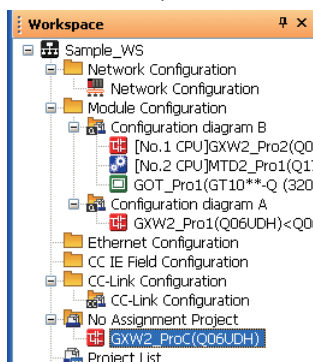 Workspace
Sample_WS
Network Configuration
Network Configuration
Module Configuration
Configuration diagram B
[No.1 CPU]GXW2_Pro2(Q0
[No.2 CPU]MTD2_Pro1(Q17
GOT_Pro1(GT10**-Q (320
Configuration diagram A
GXW2_Pro1(Q06UDH)<Q0
Ethernet Configuration
CC IE Field Configuration
CC-Link Configuration
CC-Link Configuration
No Assignment Project
GXW2_ProC(Q06UDH)
Project List